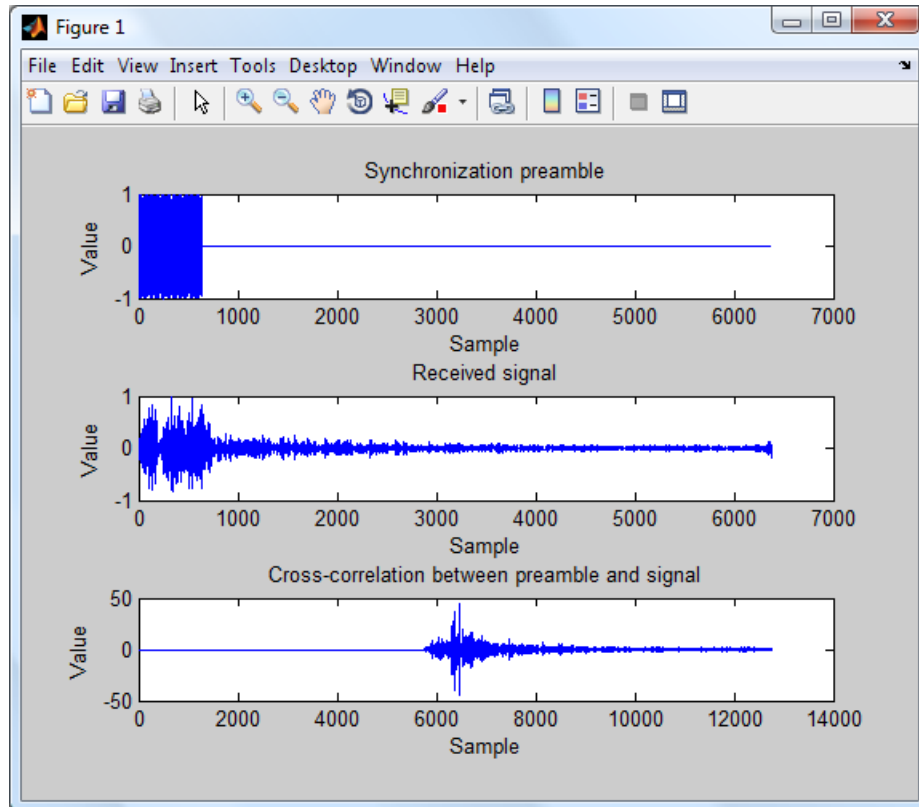 Figure 1
File Edit View Insert Tools Desktop Window Help
Synchronization preamble
1
0
-1
Value
0 1000 2000 3000 4000 5000 6000 7000
Sample
Received signal
1
0
-1
Value
0 1000 2000 3000 4000 5000 6000 7000
Sample
Cross-correlation between preamble and signal
50
0
-50
Value
0 2000 4000 6000 8000 10000 12000 14000
Sample